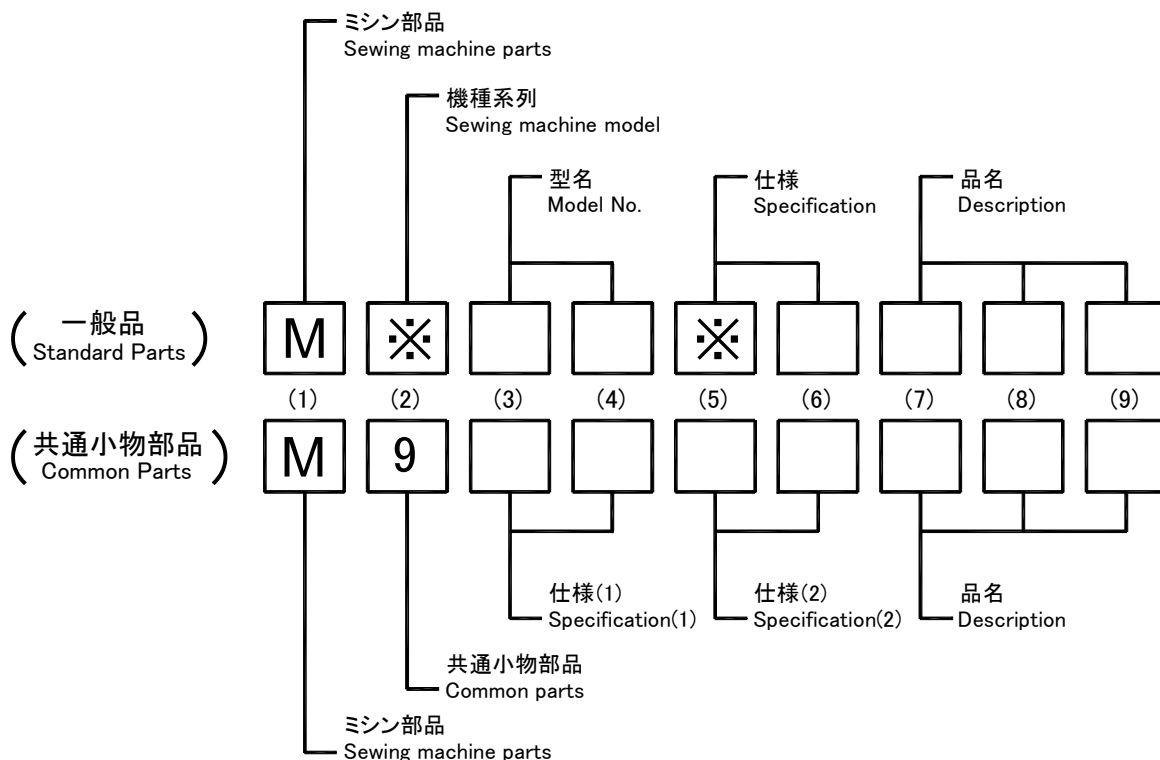 ミシン部品
Sewing machine parts
機種系列
Sewing machine model
型名
Model No.
仕様
Specification
品名
Description
(一般品
Standard Parts)
M ※ ※
(1) (2) (3) (4) (5) (6) (7) (8) (9)
(共通小物部品
Common Parts)
M 9
仕様(1)
Specification(1)
仕様(2)
Specification(2)
品名
Description
共通小物部品
Common parts
ミシン部品
Sewing machine parts